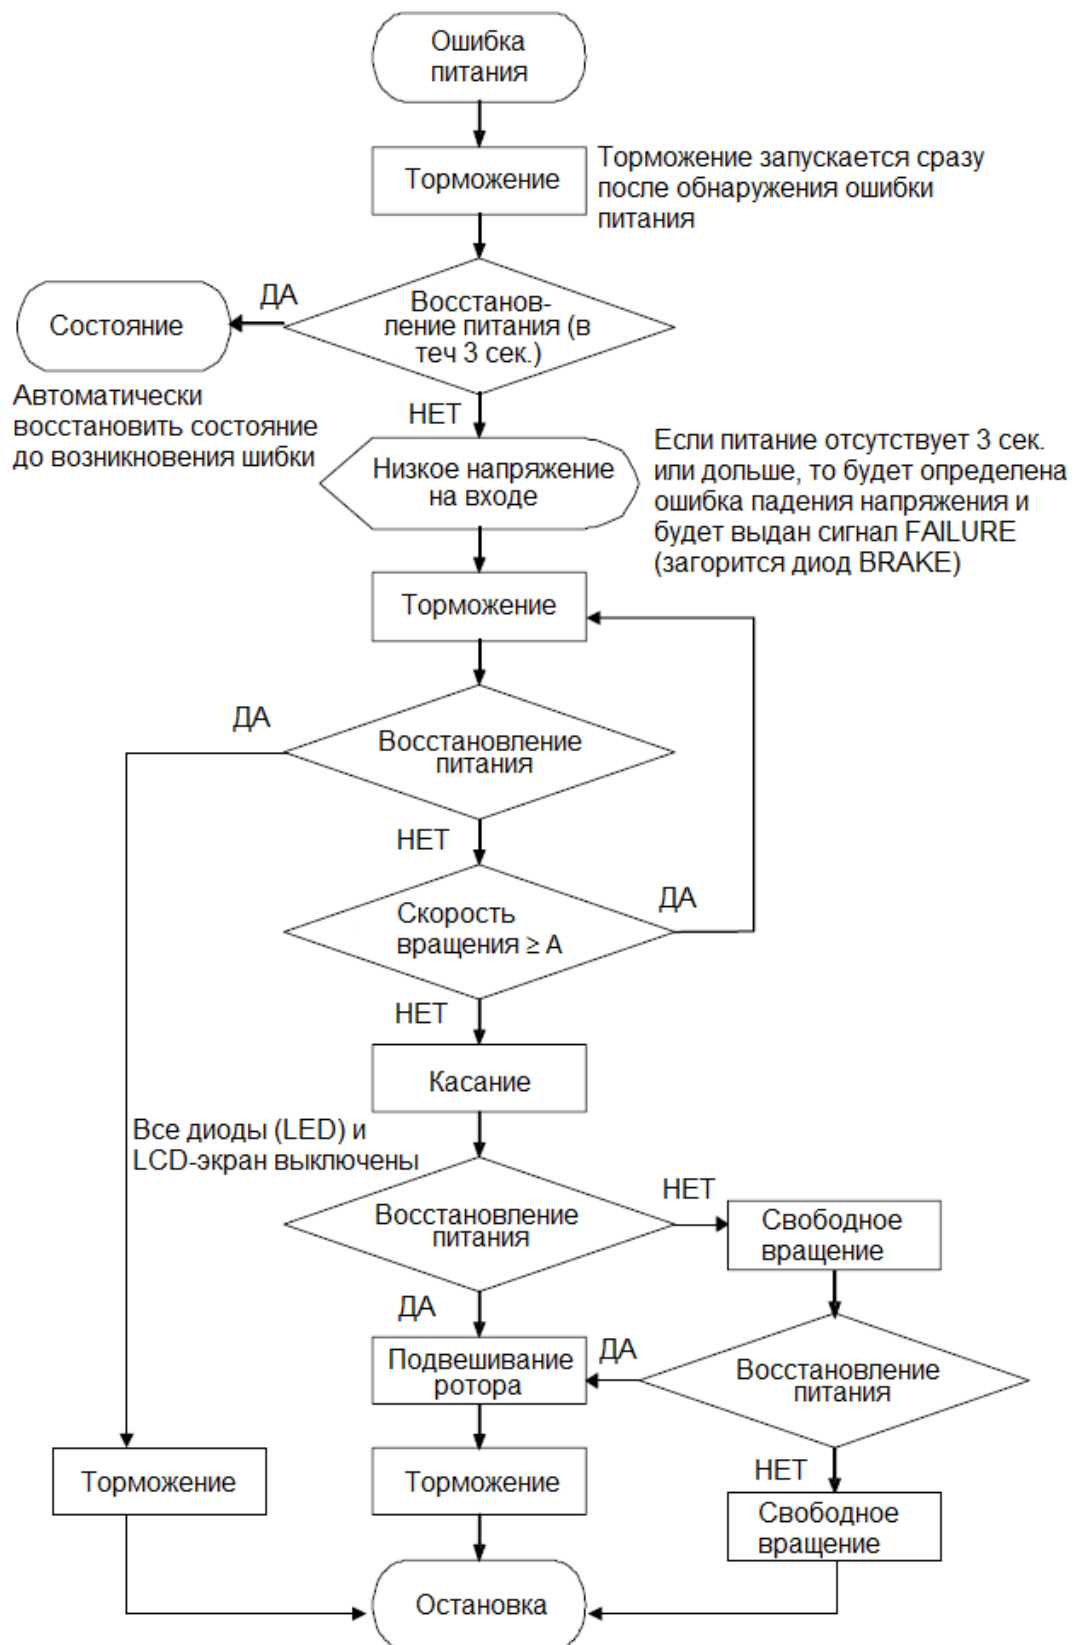 Ошибка
питания
Торможение
Торможение запускается сразу
после обнаружения ошибки
питания
ДА
Состояние
Восстанов-
ление питания (в
теч 3 сек.)
Автоматически
восстановить состояние
до возникновения шибки
НЕТ
Низкое напряжение
на входе
Если питание отсутствует 3 сек.
или дольше, то будет определена
ошибка падения напряжения и
будет выдан сигнал FAILURE
(загорится диод BRAKE)
Торможение
ДА
Восстановление
питания
НЕТ
Скорость
вращения ≥ A
ДА
НЕТ
Касание
Все диоды (LED) и
LCD-экран выключены
Восстановление
питания
НЕТ
Свободное
вращение
ДА
Подвешивание
ротора
ДА
Восстановление
питания
Торможение
Торможение
НЕТ
Свободное
вращение
Остановка